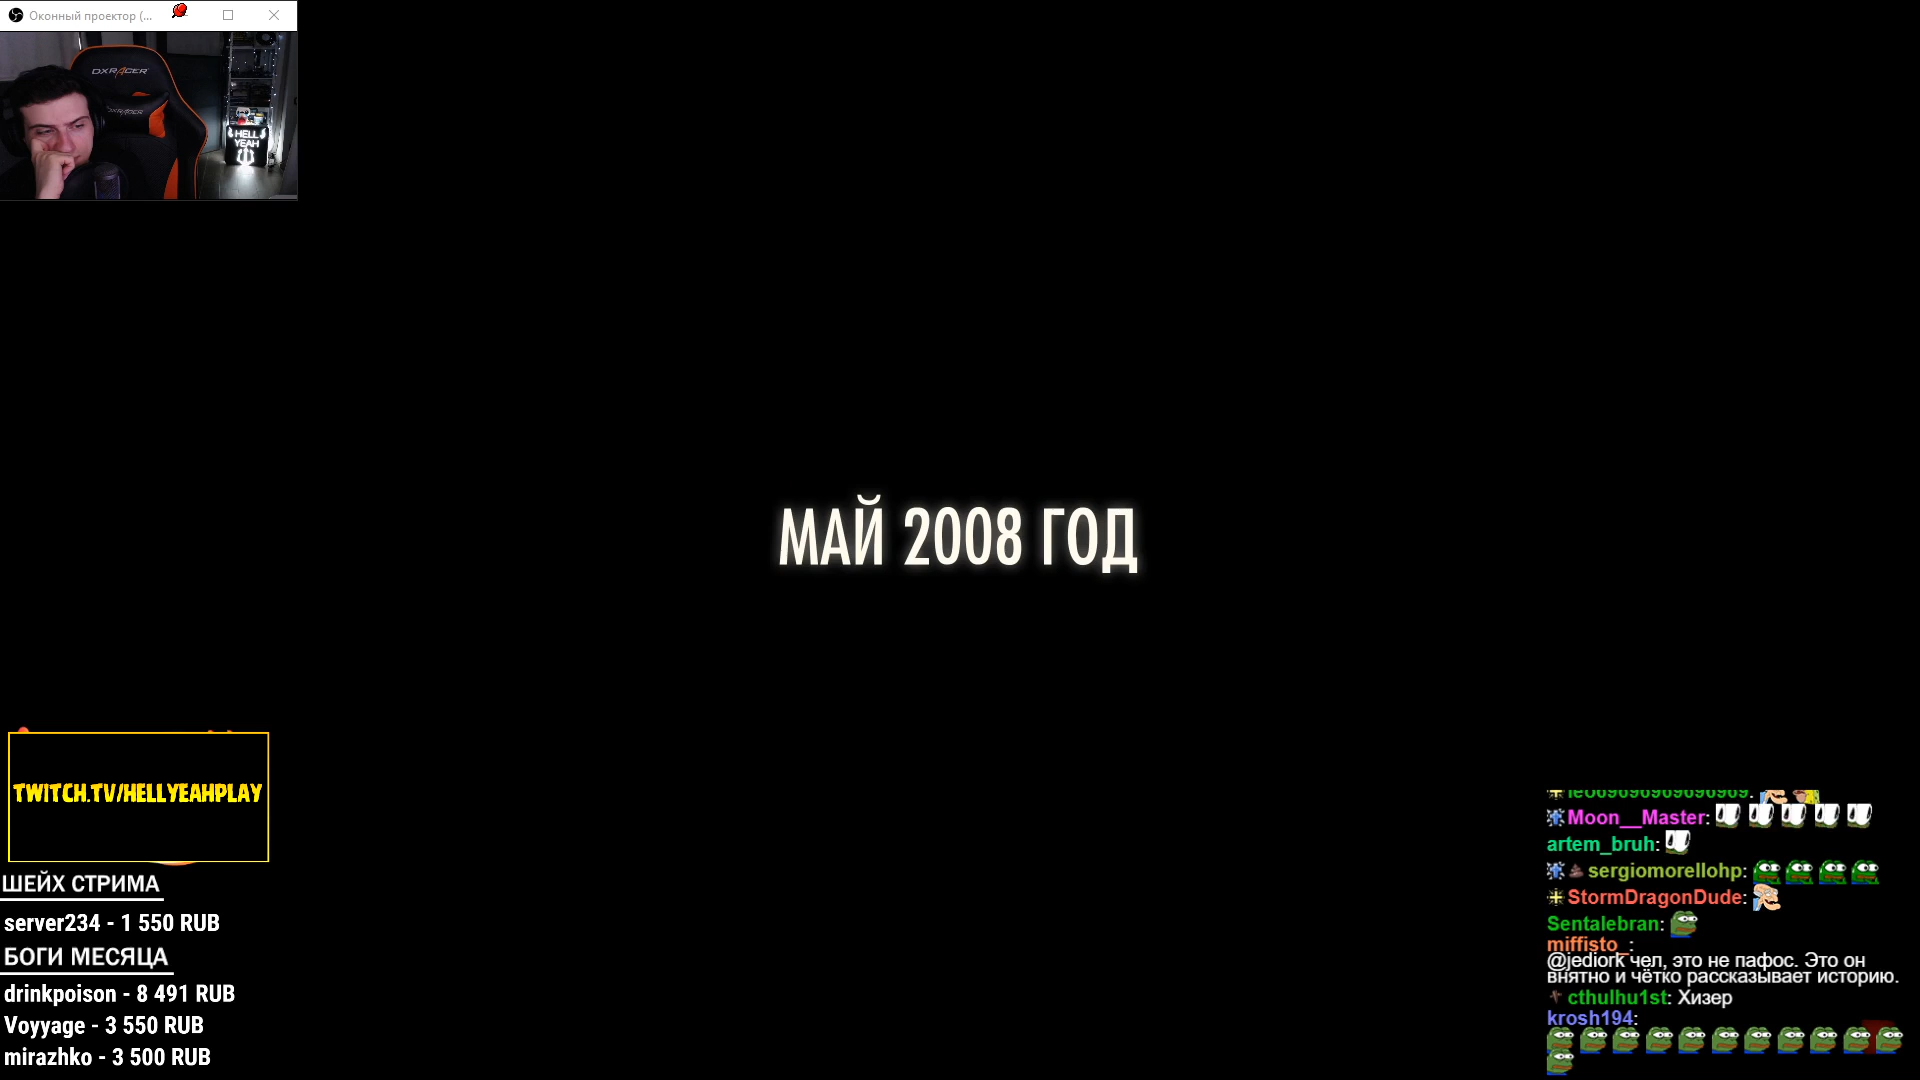 Оконный проектор (...
DXRACER
DXRACER
HELL
YEAH
МАЙ 2008 ГОД
TWITCH.TV/HELLYEAHPLAY
ШЕЙХ СТРИМА
server234 - 1 550 RUB
БОГИ МЕСЯЦА
drinkpoison - 8 491 RUB
Voyyage - 3 550 RUB
mirazhko - 3 500 RUB
Moon__Master:
artem_bruh:
sergiomorellohp:
StormDragonDude:
Sentalebran:
miffisto_:
@jediork чел, это не пафос. Это он
внятно и чётко рассказывает историю.
cthulhu1st: Хизер
krosh194: